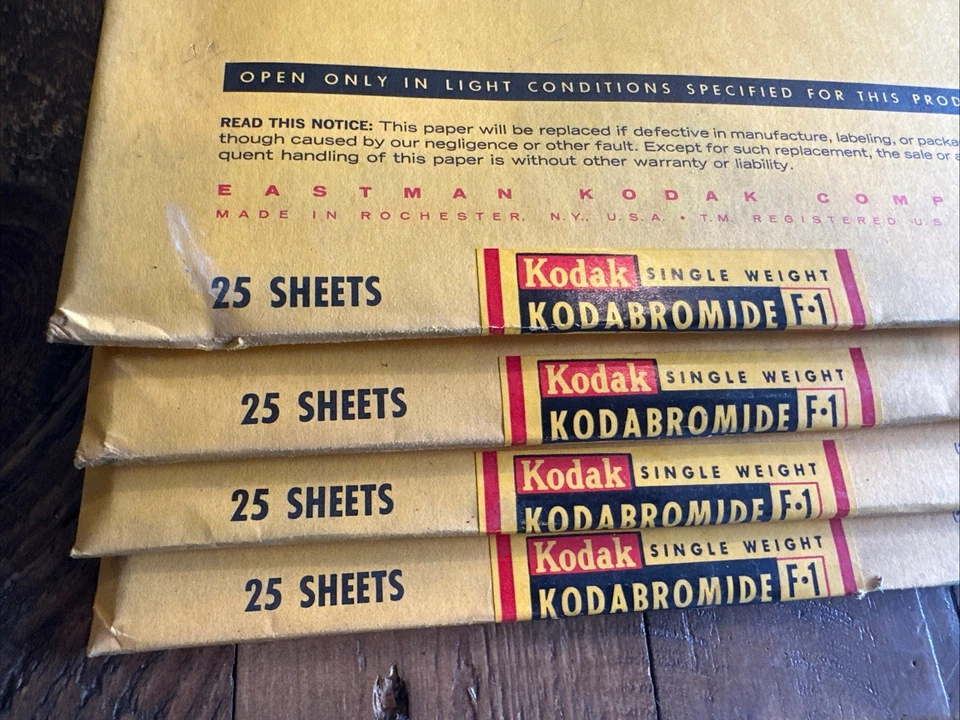 OPEN ONLY IN LIGHT CONDITIONS SPECIFIED FOR THIS
READ THIS NOTICE: This paper will be replaced if defective in manufacture, labeling, or
though caused by our negligence or other fault. Except for such replacement, the sale or
quent handling of this paper is without other warranty or liability.
EASTMAN KODAK COMP
MADE IN ROCHESTER, N.Y., U.S.A. • T.M. REGISTERED U.S.
25 SHEETS
Kodak SINGLE WEIGHT
KODABROMIDE F•1
25 SHEETS
Kodak SINGLE WEIGHT
KODABROMIDE F•1
25 SHEETS
Kodak SINGLE WEIGHT
KODABROMIDE F•1
25 SHEETS
Kodak SINGLE WEIGHT
KODABROMIDE F•1